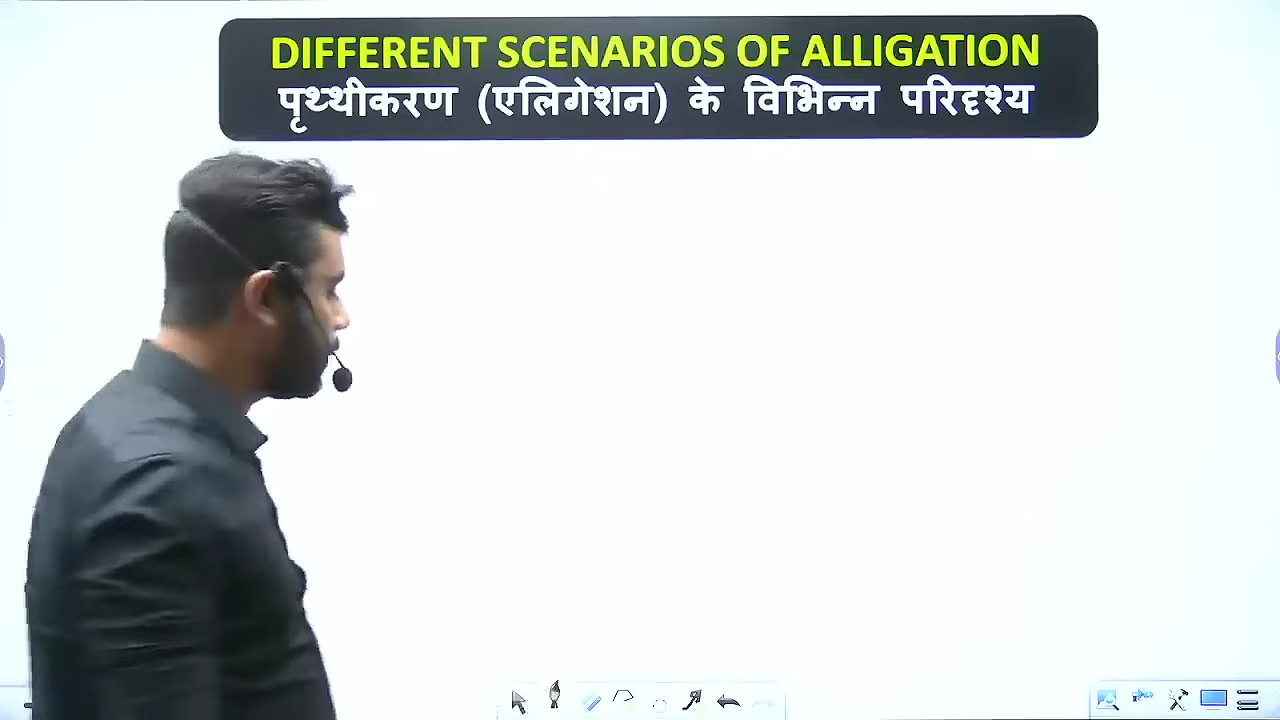 DIFFERENT SCENARIOS OF ALLIGATION
पृथ्थीकरण (एलिगेशन) के विभिन्न परिदृश्य